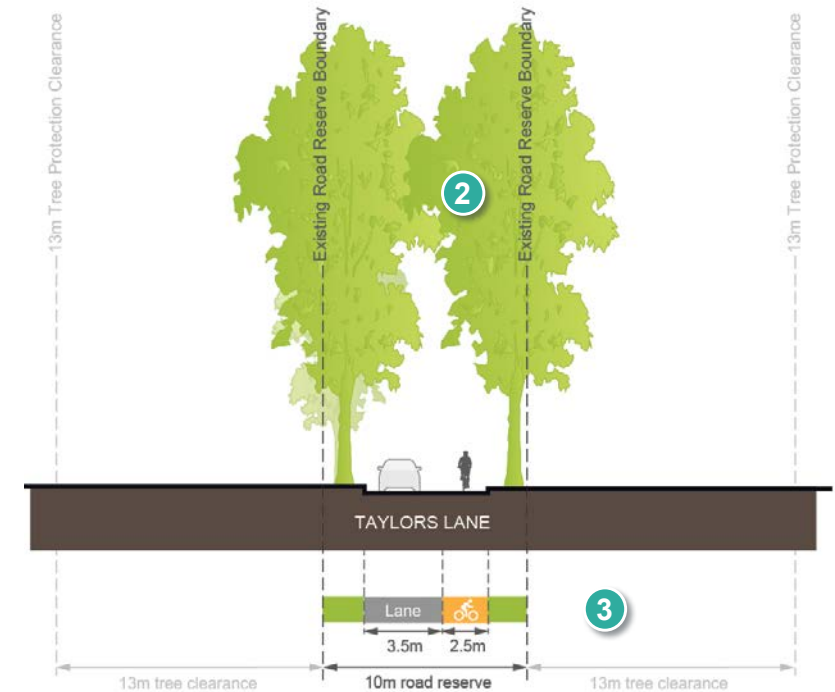 13m Tree Protection Clearance
Existing Road Reserve Boundary
Existing Road Reserve Boundary
13m Tree Protection Clearance
2
TAYLORS LANE
Lane
3
3.5m 2.5m
13m tree clearance 10m road reserve 13m tree clearance